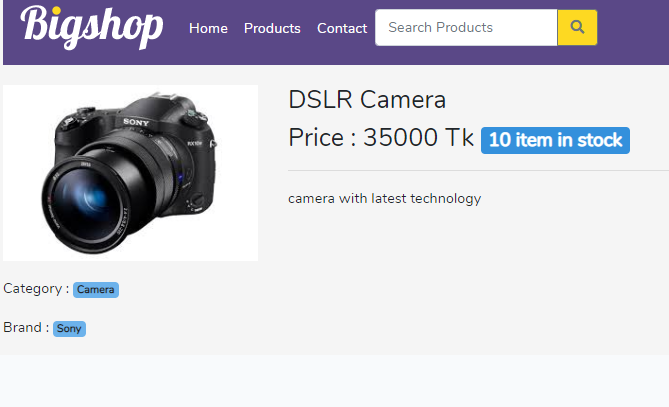 Bigshop
Home Products Contact Search Products
DSLR Camera
Price : 35000 Tk 10 item in stock
camera with latest technology
SONY
Category : Camera
Brand : Sony